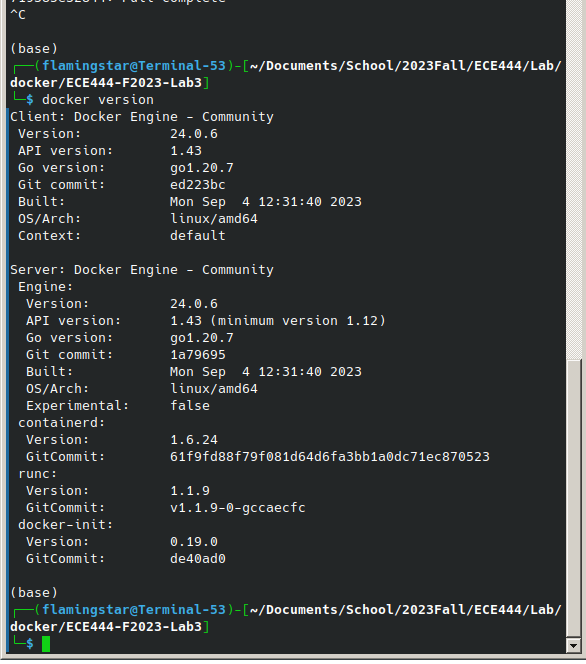 ^C
(base)
┌──(flamingstar@Terminal-53)-[~/Documents/School/2023Fall/ECE444/Lab/
docker/ECE444-F2023-Lab3]
└─$ docker version
Client: Docker Engine - Community
Version: 24.0.6
API version: 1.43
Go version: go1.20.7
Git commit: ed223bc
Built: Mon Sep  4 12:31:40 2023
OS/Arch: linux/amd64
Context: default
Server: Docker Engine - Community
Engine:
Version: 24.0.6
API version: 1.43 (minimum version 1.12)
Go version: go1.20.7
Git commit: 1a79695
Built: Mon Sep  4 12:31:40 2023
OS/Arch: linux/amd64
Experimental: false
containerd:
Version: 1.6.24
GitCommit: 61f9fd88f79f081d64d6fa3bb1a0dc71ec870523
runc:
Version: 1.1.9
GitCommit: v1.1.9-0-gccaecfc
docker-init:
Version: 0.19.0
GitCommit: de40ad0
(base)
┌──(flamingstar@Terminal-53)-[~/Documents/School/2023Fall/ECE444/Lab/
docker/ECE444-F2023-Lab3]
└─$